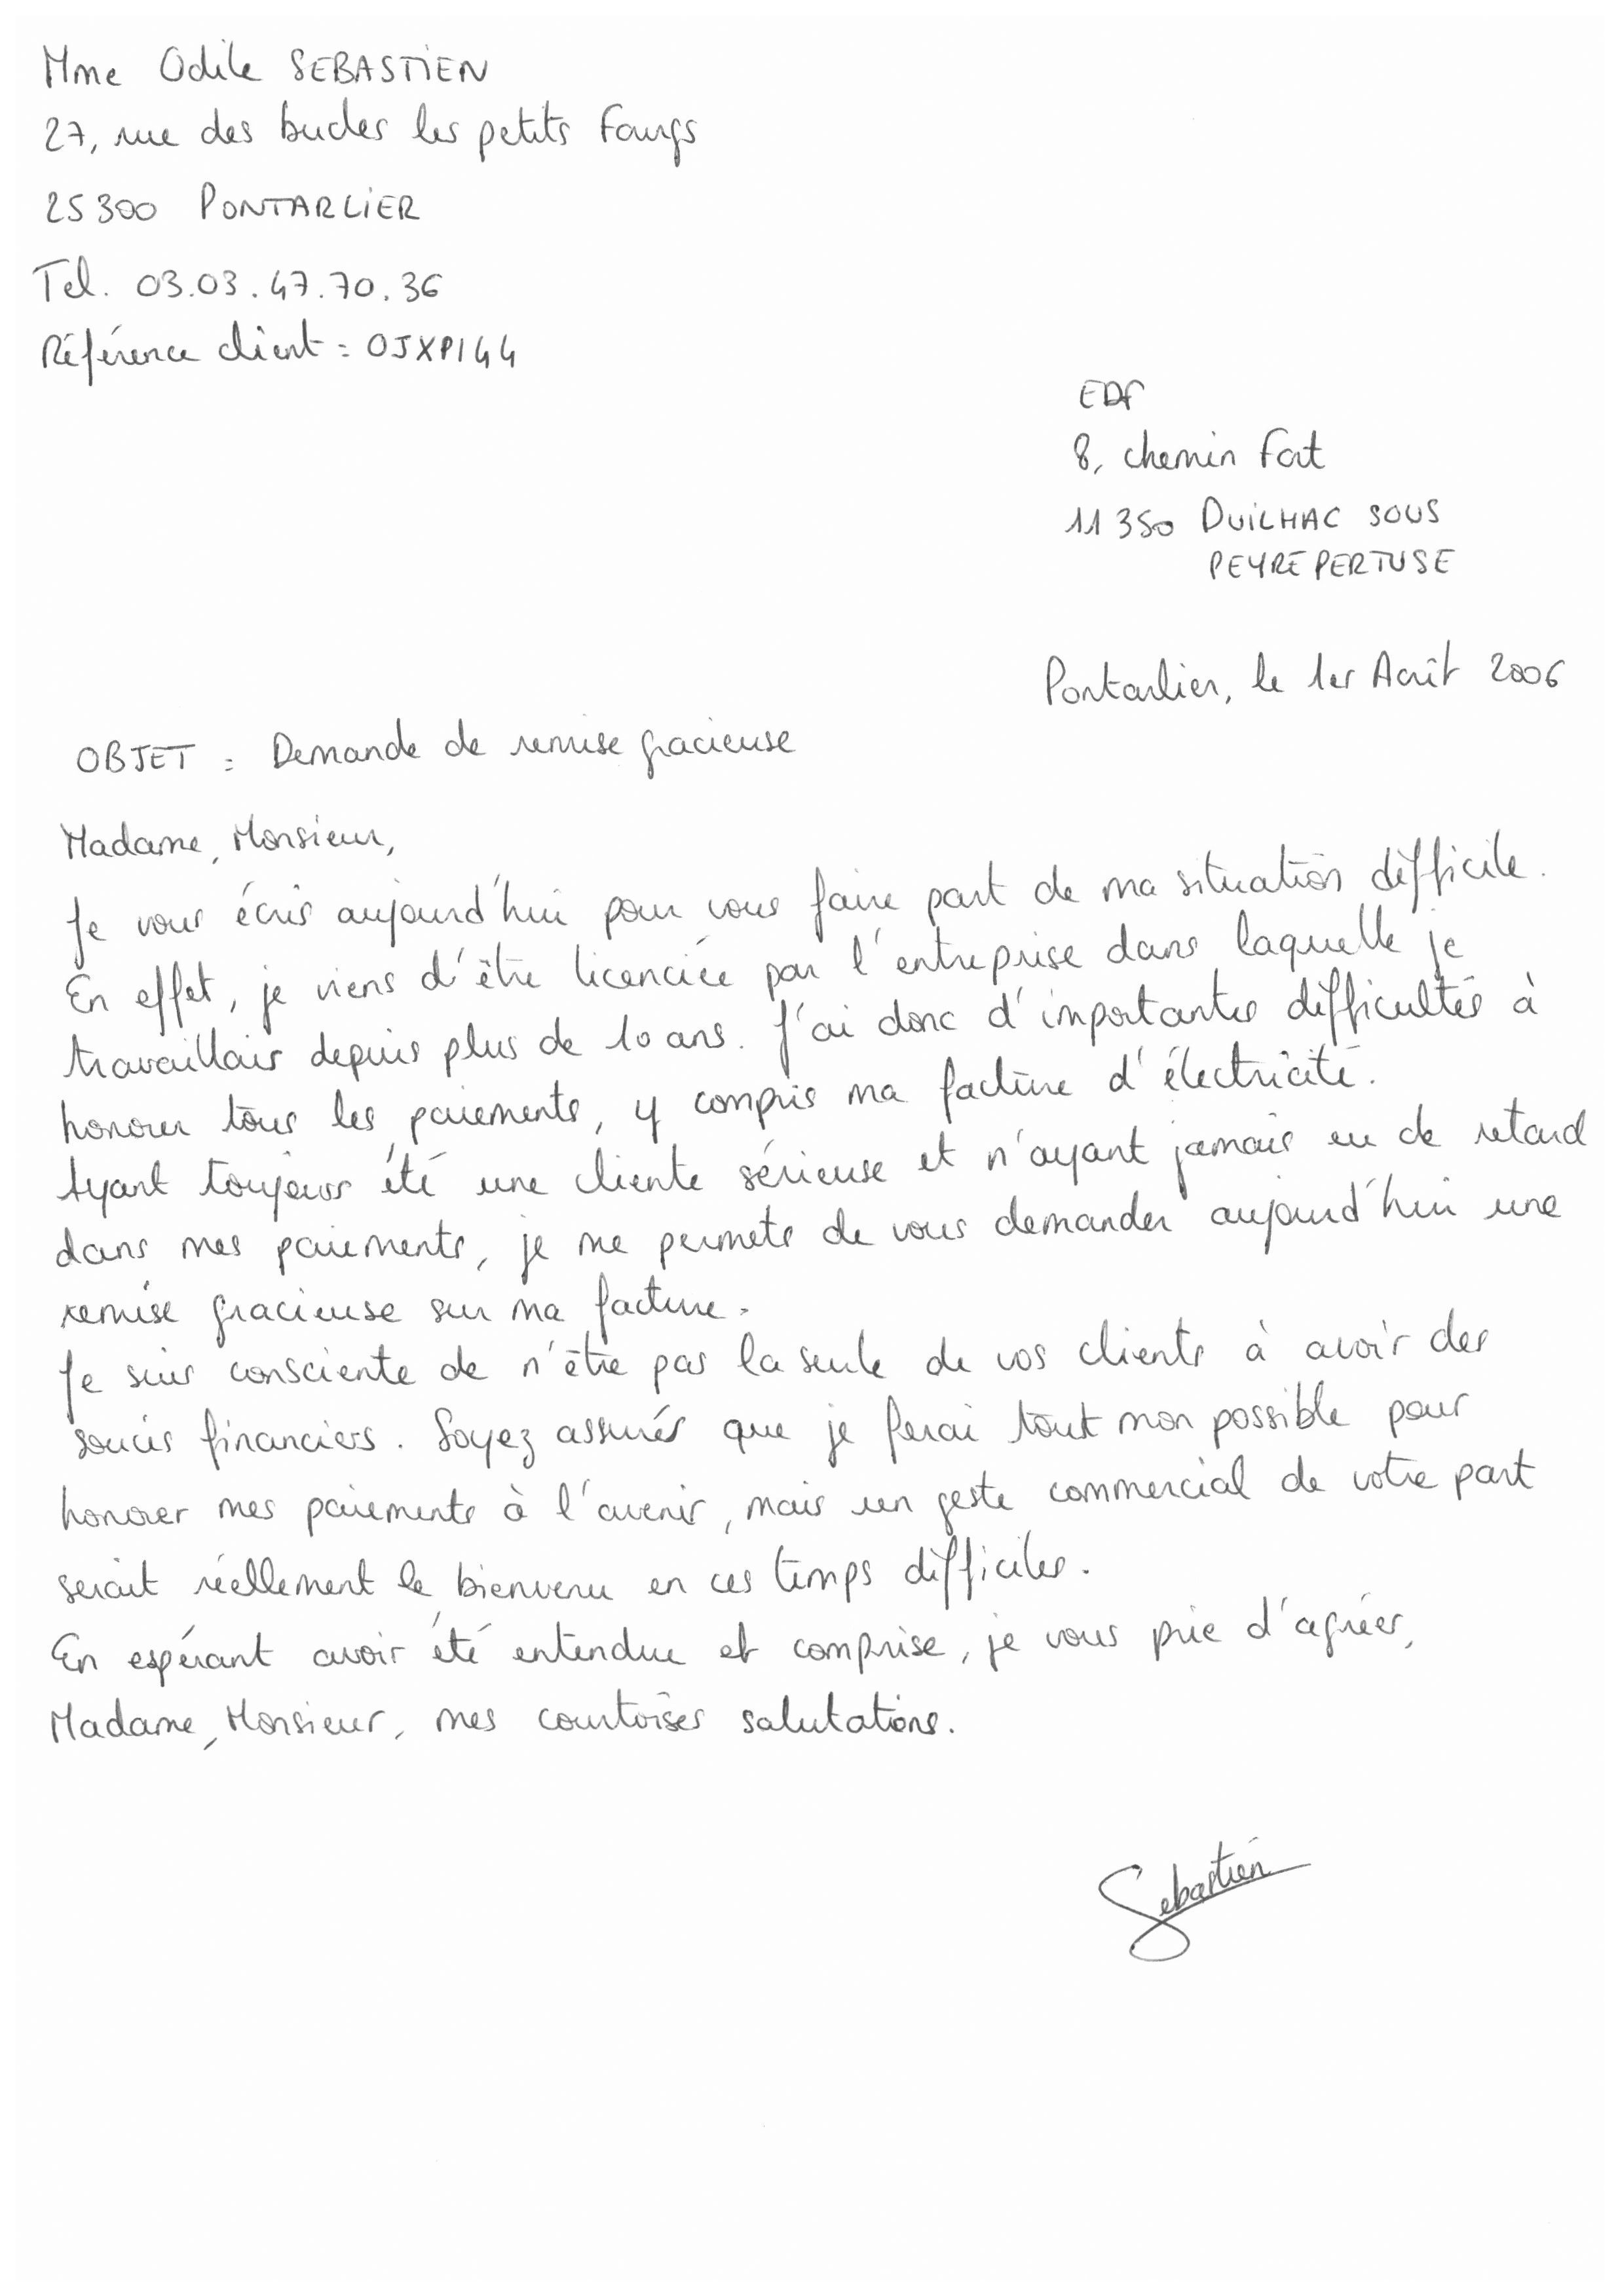 Mme Odile SEBASTIEN
27, rue des bucles les petits Fourgs
25300 PONTARLIER
Tel. 03.03.47.70.36
Référence client : OJXPI44
EDF
8, chemin Fort
11350 DUILHAC SOUS
PEYREPERTUSE
Pontarlier, le 1er Août 2006
OBJET : Demande de remise gracieuse
Madame, Monsieur,
Je vous écris aujourd'hui pour vous faire part de ma situation difficile.
En effet, je viens d'être licenciée par l'entreprise dans laquelle je
travaillais depuis plus de 10 ans. J'ai donc d'importantes difficultés à
honorer tous les paiements, y compris ma facture d'électricité.
Ayant toujours été une cliente sérieuse et n'ayant jamais eu de retard
dans mes paiements, je me permets de vous demander aujourd'hui une
remise gracieuse sur ma facture.
Je suis consciente de n'être pas la seule de vos clients à avoir des
soucis financiers. Soyez assurés que je ferai tout mon possible pour
honorer mes paiements à l'avenir, mais un geste commercial de votre part
serait réellement le bienvenu en ces temps difficiles.
En espérant avoir été entendue et comprise, je vous prie d'agréer,
Madame, Monsieur, mes courtoises salutations.
Sebastien